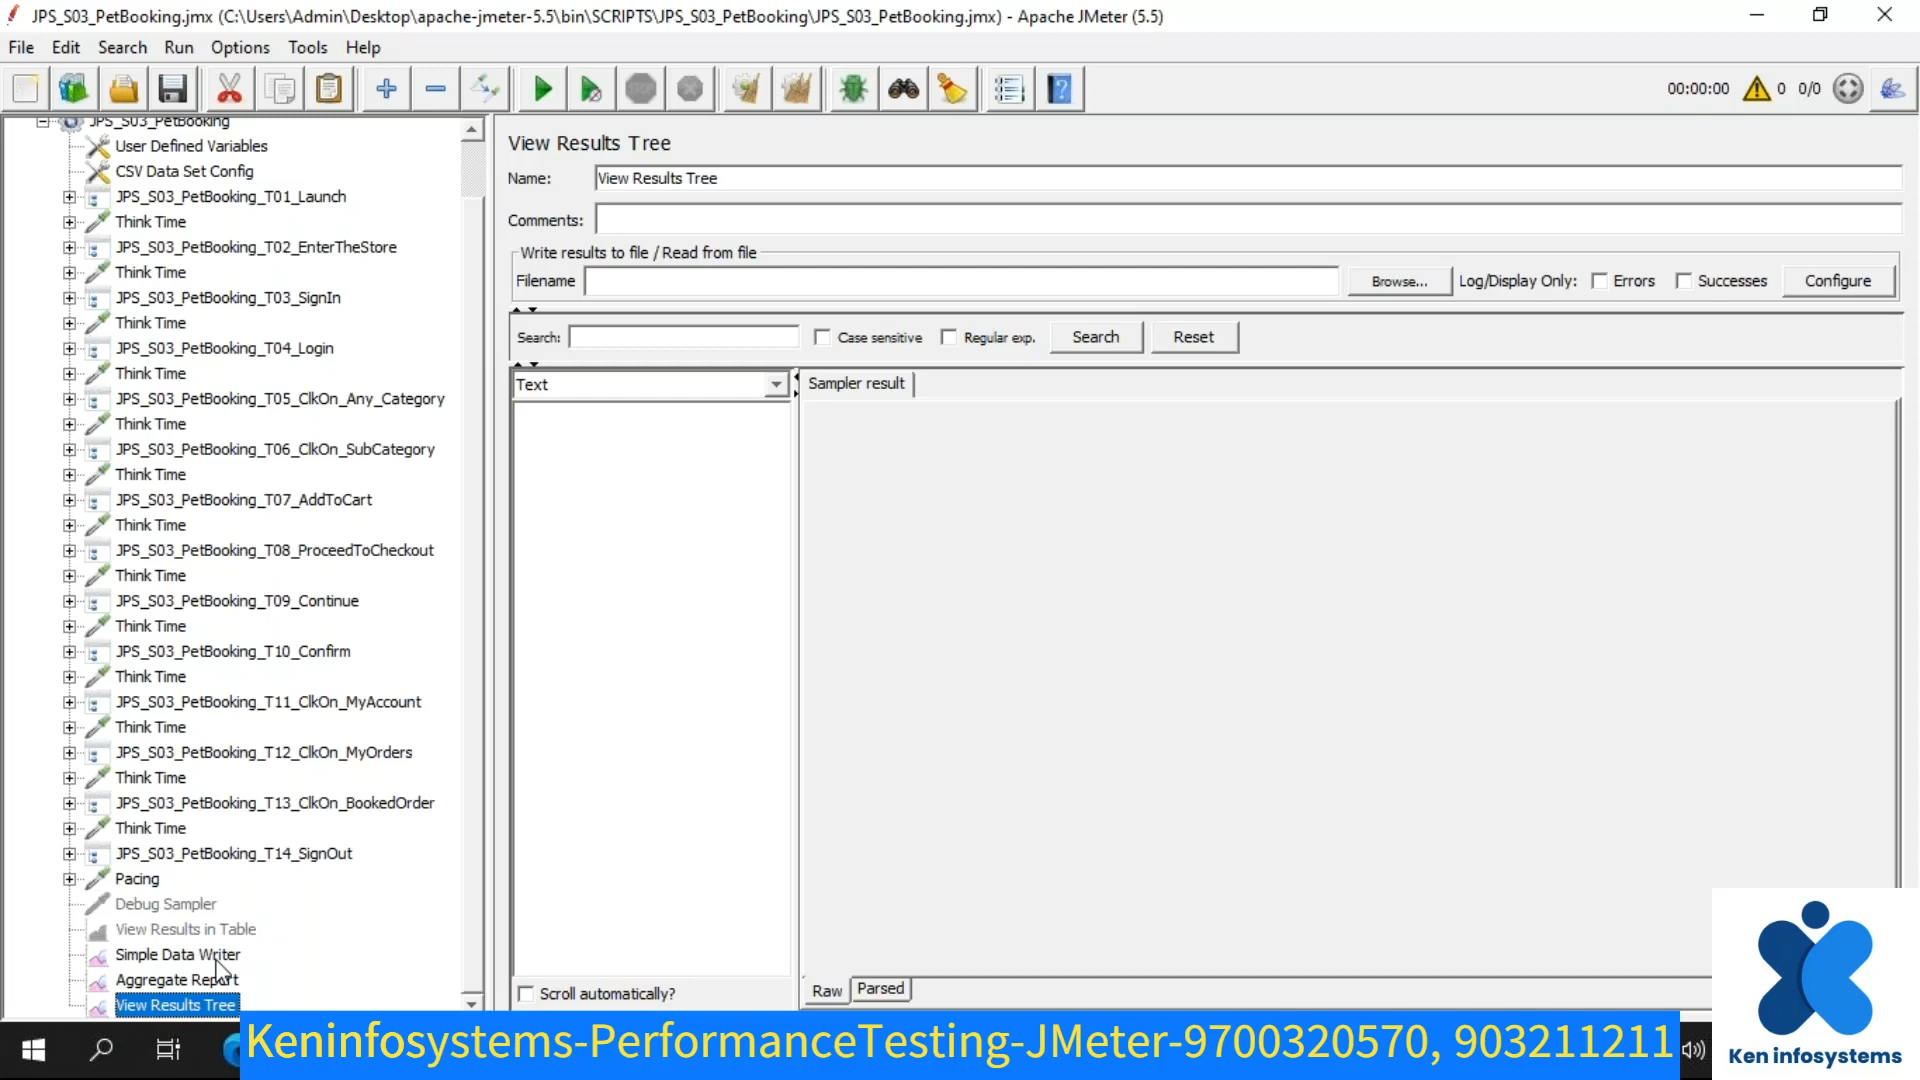 JPS_S03_PetBooking.jmx (C:\Users\Admin\Desktop\apache-jmeter-5.5\bin\SCRIPTS\JPS_S03_PetBooking\JPS_S03_PetBooking.jmx) - Apache JMeter (5.5)
File Edit Search Run Options Tools Help
00:00:00 0 0/0
JPS_S03_PetBooking
User Defined Variables
CSV Data Set Config
JPS_S03_PetBooking_T01_Launch
Think Time
JPS_S03_PetBooking_T02_EnterTheStore
Think Time
JPS_S03_PetBooking_T03_SignIn
Think Time
JPS_S03_PetBooking_T04_Login
Think Time
JPS_S03_PetBooking_T05_ClkOn_Any_Category
Think Time
JPS_S03_PetBooking_T06_ClkOn_SubCategory
Think Time
JPS_S03_PetBooking_T07_AddToCart
Think Time
JPS_S03_PetBooking_T08_ProceedToCheckout
Think Time
JPS_S03_PetBooking_T09_Continue
Think Time
JPS_S03_PetBooking_T10_Confirm
Think Time
JPS_S03_PetBooking_T11_ClkOn_MyAccount
Think Time
JPS_S03_PetBooking_T12_ClkOn_MyOrders
Think Time
JPS_S03_PetBooking_T13_ClkOn_BookedOrder
Think Time
JPS_S03_PetBooking_T14_SignOut
Pacing
Debug Sampler
View Results in Table
Simple Data Writer
Aggregate Report
View Results Tree
View Results Tree
Name: View Results Tree
Comments:
Write results to file / Read from file
Filename Browse... Log/Display Only: Errors Successes Configure
Search: Case sensitive Regular exp. Search Reset
Text Sampler result
Scroll automatically? Raw Parsed
Keninfosystems-PerformanceTesting-JMeter-9700320570, 903211211
Ken infosystems